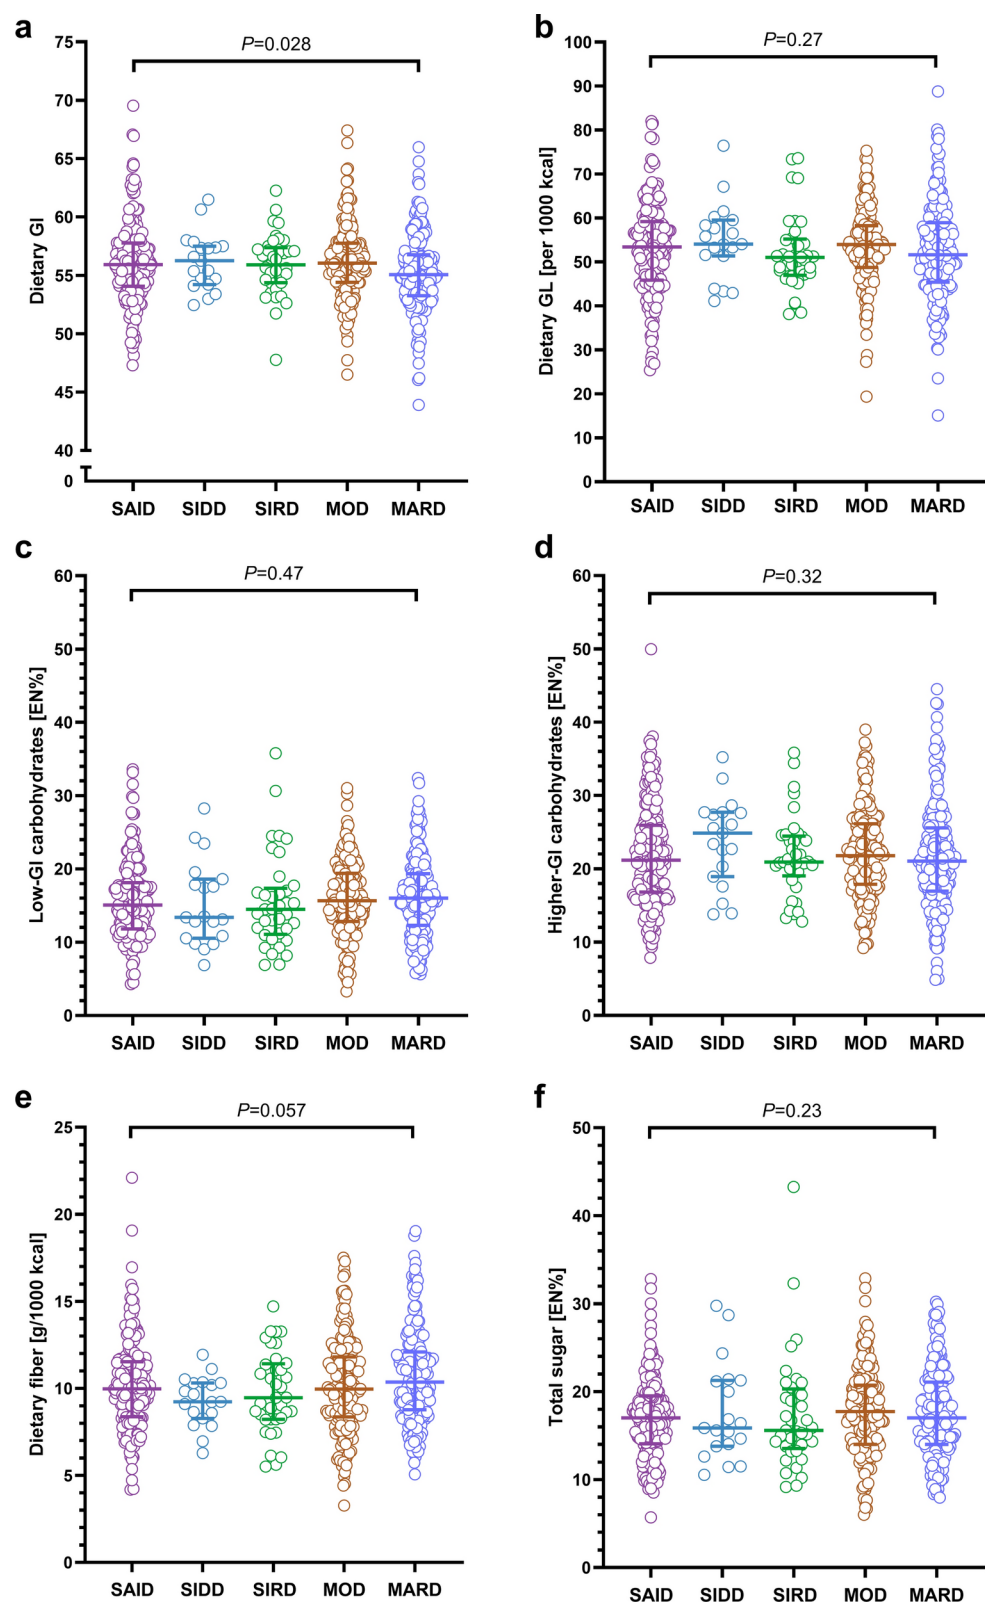 a
P=0.028
Dietary GI
75
70
65
60
55
50
45
40
0
SAID SIDD SIRD MOD MARD
b
P=0.27
Dietary GL [per 1000 kcal]
100
90
80
70
60
50
40
30
20
10
0
SAID SIDD SIRD MOD MARD
c
P=0.47
Low-GI carbohydrates [EN%]
60
50
40
30
20
10
0
SAID SIDD SIRD MOD MARD
d
P=0.32
Higher-GI carbohydrates [EN%]
60
50
40
30
20
10
0
SAID SIDD SIRD MOD MARD
e
P=0.057
Dietary fiber [g/1000 kcal]
25
20
15
10
5
0
SAID SIDD SIRD MOD MARD
f
P=0.23
Total sugar [EN%]
50
40
30
20
10
0
SAID SIDD SIRD MOD MARD